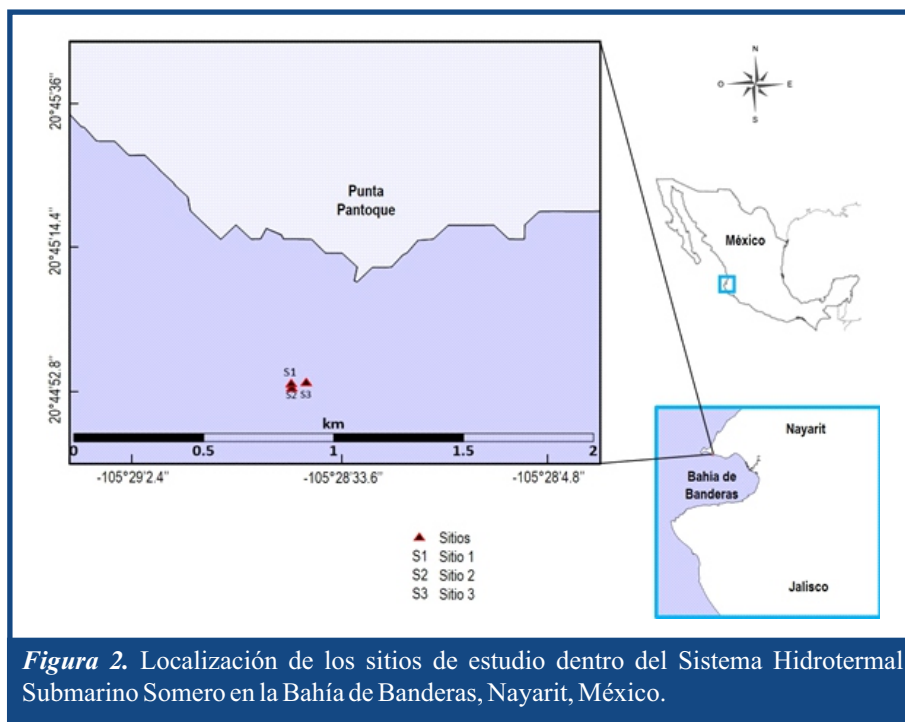 20°45'36"
20°45'14.4"
20°44'52.8"
Punta
Pantoque
S1
S2 S3
km
0 0.5 1 1.5 2
-105°29'2.4" -105°28'33.6" -105°28'4.8"
N
O E
S
México
Nayarit
Bahía de
Banderas
Jalisco
Sitios
S1 Sitio 1
S2 Sitio 2
S3 Sitio 3
Figura 2. Localización de los sitios de estudio dentro del Sistema Hidrotermal
Submarino Somero en la Bahía de Banderas, Nayarit, México.